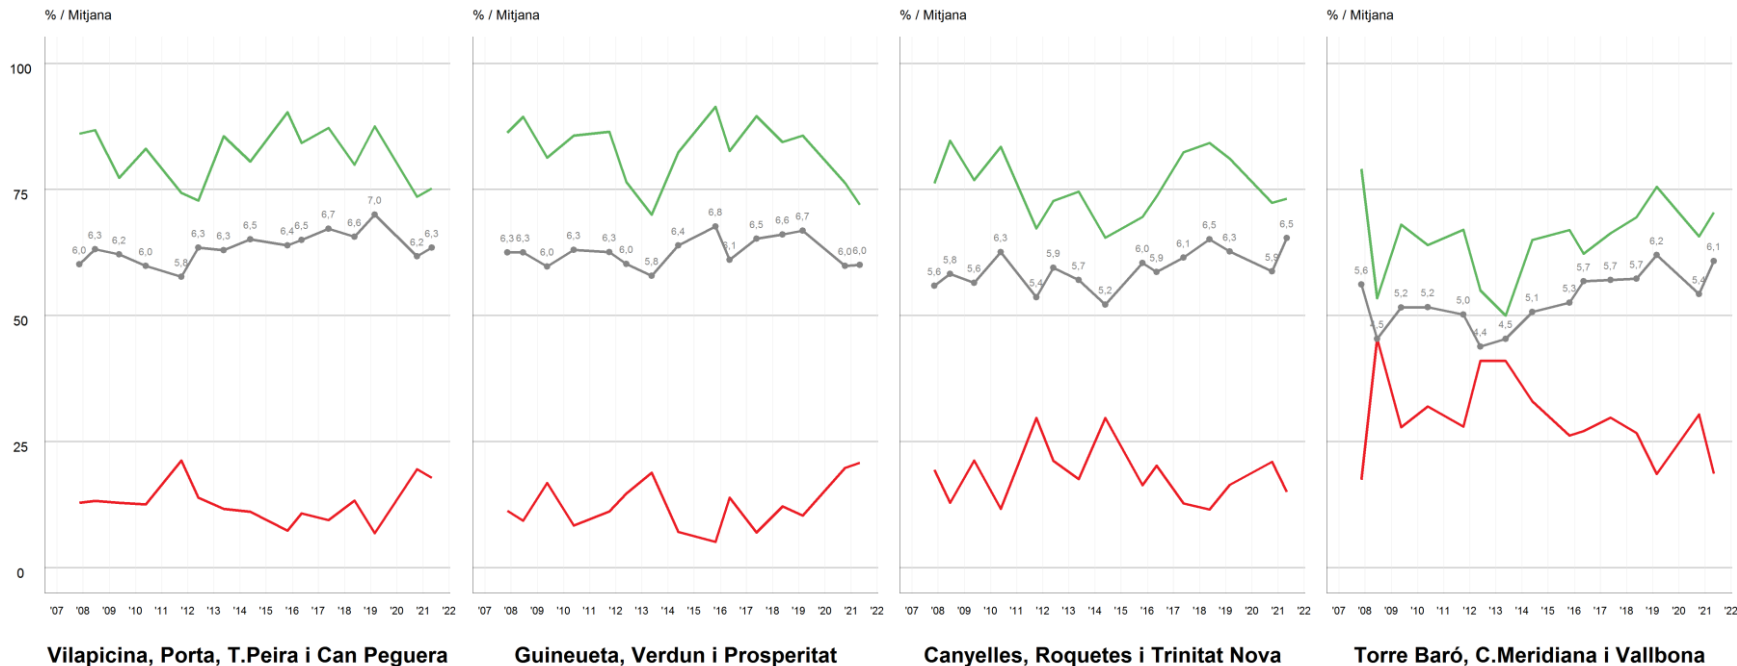 % / Mitjana
% / Mitjana
% / Mitjana
% / Mitjana
100
75
50
25
0
6,0 6,3 6,2 6,0 5,8 6,3 6,3 6,5 6,4 6,5 6,7 6,6 7,0 6,2 6,3
6,3 6,3 6,0 6,3 6,3 6,0 5,8 6,4 6,8 6,1 6,5 6,6 6,7 6,0 6,0
5,6 5,8 5,6 6,3 5,4 5,9 5,7 5,2 6,0 5,9 6,1 6,5 6,3 5,9 6,5
5,6 4,5 5,2 5,2 5,0 4,4 4,5 5,1 5,3 5,7 5,7 5,7 6,2 5,4 6,1
'07 '08 '09 '10 '11 '12 '13 '14 '15 '16 '17 '18 '19 '20 '21 '22
'07 '08 '09 '10 '11 '12 '13 '14 '15 '16 '17 '18 '19 '20 '21 '22
'07 '08 '09 '10 '11 '12 '13 '14 '15 '16 '17 '18 '19 '20 '21 '22
'07 '08 '09 '10 '11 '12 '13 '14 '15 '16 '17 '18 '19 '20 '21 '22
Vilapicina, Porta, T.Peira i Can Peguera
Guineueta, Verdun i Prosperitat
Canyelles, Roquetes i Trinitat Nova
Torre Baró, C.Meridiana i Vallbona